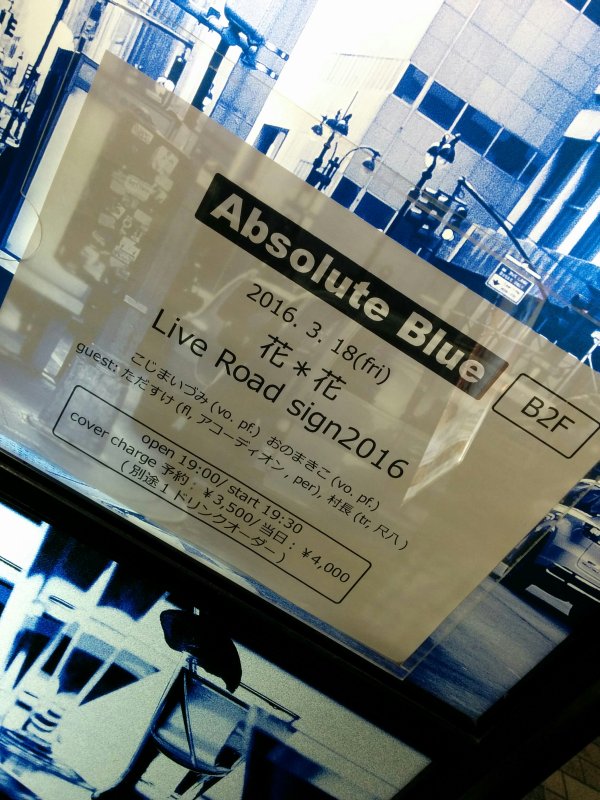 Absolute Blue
B2F
2016. 3. 18(fri)
花＊花
Live Road sign2016
こじまいづみ (vo. pf.) おのまきこ (vo. pf.)
guest: ただすけ (fl, アコーディオン, per), 村長 (tr, 尺八)
open 19:00/ start 19:30
cover charge 予約：￥3,500/ 当日：￥4,000
（別途１ドリンクオーダー）